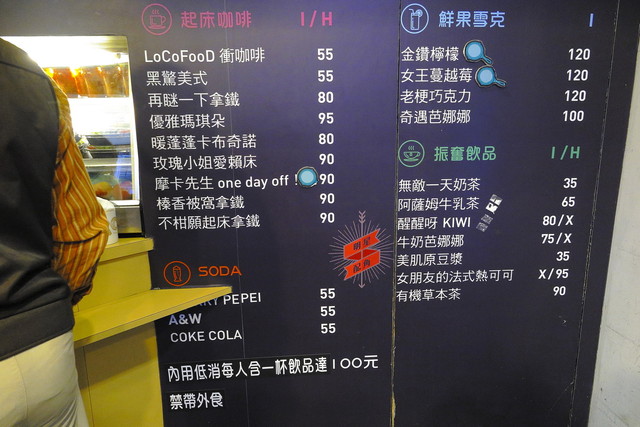 起床咖啡 I/H
LoCoFooD 衝咖啡 55
黑驚美式 55
再瞇一下拿鐵 80
優雅瑪琪朵 95
暖蓬蓬卡布奇諾 80
玫瑰小姐愛賴床 90
摩卡先生 one day off ! 90
榛香被窩拿鐵 90
不柑願起床拿鐵 90
SODA
PEPEI 55
A&W 55
COKE COLA 55
內用低消每人合一杯飲品達100元
禁帶外食
鮮果雪克 I
金鑽檸檬 120
女王蔓越莓 120
老梗巧克力 120
奇遇芭娜娜 100
振奮飲品 I/H
無敵一天奶茶 35
阿薩姆牛乳茶 65
醒醒呀 KIWI 80/X
牛奶芭娜娜 75/X
美肌原豆漿 35
女朋友的法式熱可可 X/95
有機草本茶 90